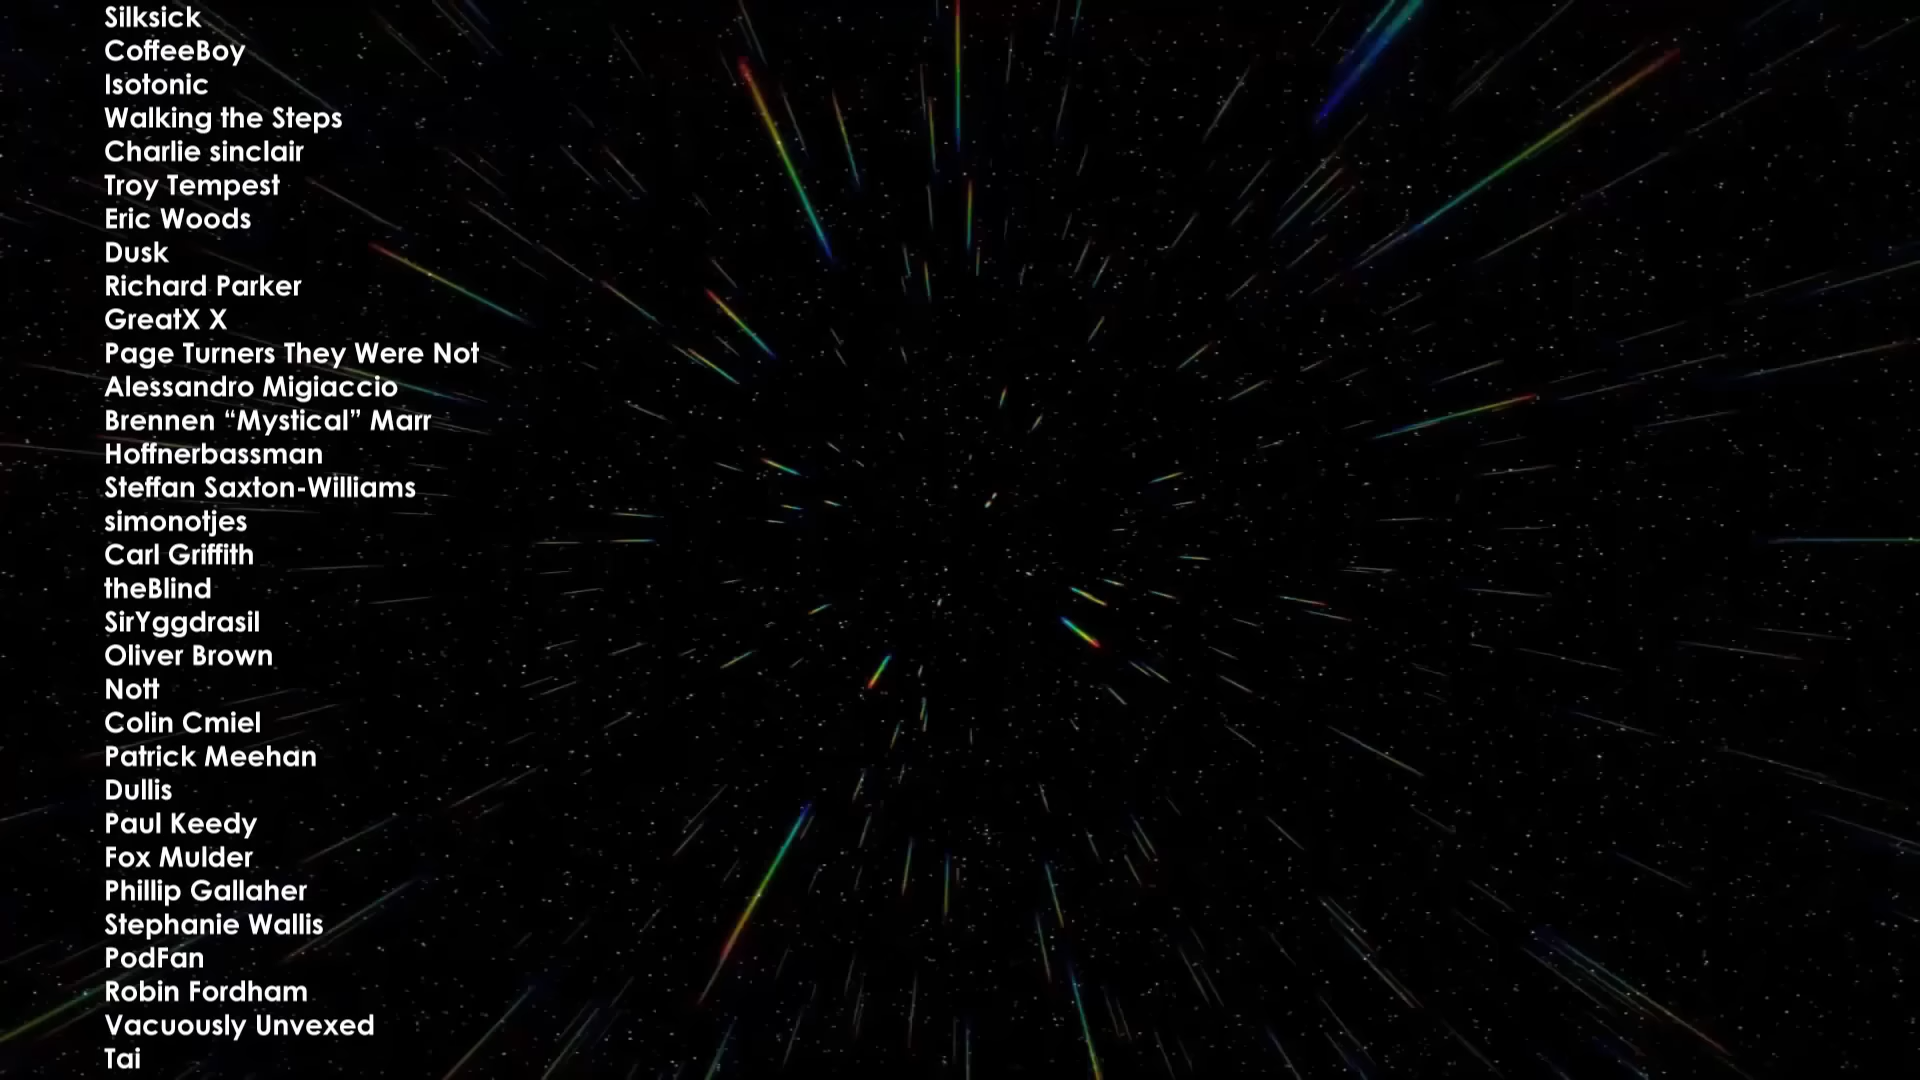 Silksick
CoffeeBoy
Isotonic
Walking the Steps
Charlie sinclair
Troy Tempest
Eric Woods
Dusk
Richard Parker
GreatX X
Page Turners They Were Not
Alessandro Migiaccio
Brennen “Mystical” Marr
Hoffnerbassman
Steffan Saxton-Williams
simonotjes
Carl Griffith
theBlind
SirYggdrasil
Oliver Brown
Nott
Colin Cmiel
Patrick Meehan
Dullis
Paul Keedy
Fox Mulder
Phillip Gallaher
Stephanie Wallis
PodFan
Robin Fordham
Vacuously Unvexed
Tai